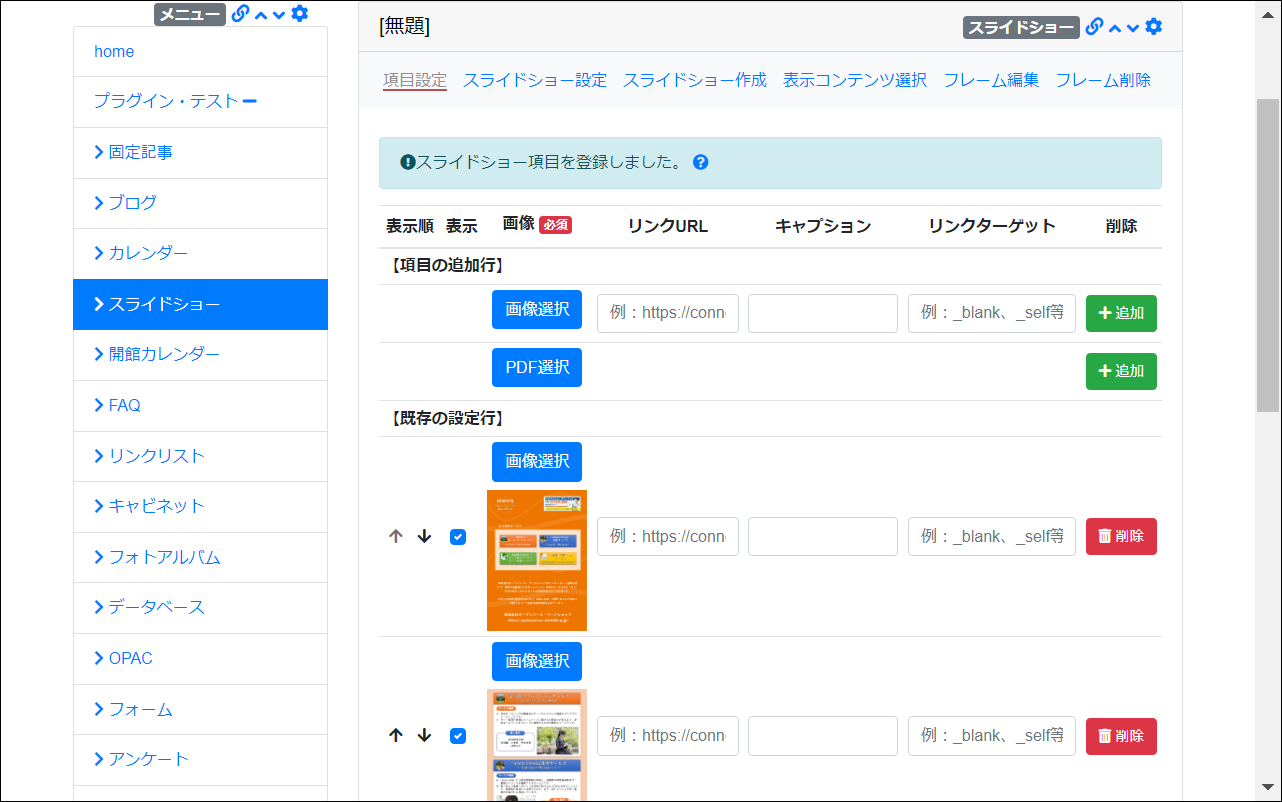 メニュー
home
プラグイン・テスト
固定記事
ブログ
カレンダー
スライドショー
開館カレンダー
FAQ
リンクリスト
キャビネット
フォトアルバム
データベース
OPAC
フォーム
アンケート
[無題]
スライドショー
項目設定 スライドショー設定 スライドショー作成 表示コンテンツ選択 フレーム編集 フレーム削除
スライドショー項目を登録しました。
表示順 表示 画像 必須 リンクURL キャプション リンクターゲット 削除
【項目の追加行】
画像選択 例：https://conn 例：_blank、_self等 追加
PDF選択 追加
【既存の設定行】
画像選択
例：https://conn 例：_blank、_self等 削除
画像選択
例：https://conn 例：_blank、_self等 削除